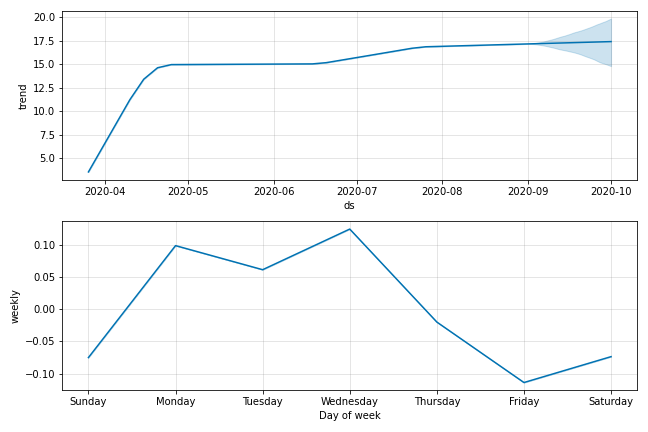 20.0
17.5
15.0
12.5
10.0
7.5
5.0
trend
2020-04 2020-05 2020-06 2020-07 2020-08 2020-09 2020-10
ds
0.10
0.05
0.00
−0.05
−0.10
weekly
Sunday Monday Tuesday Wednesday Thursday Friday Saturday
Day of week